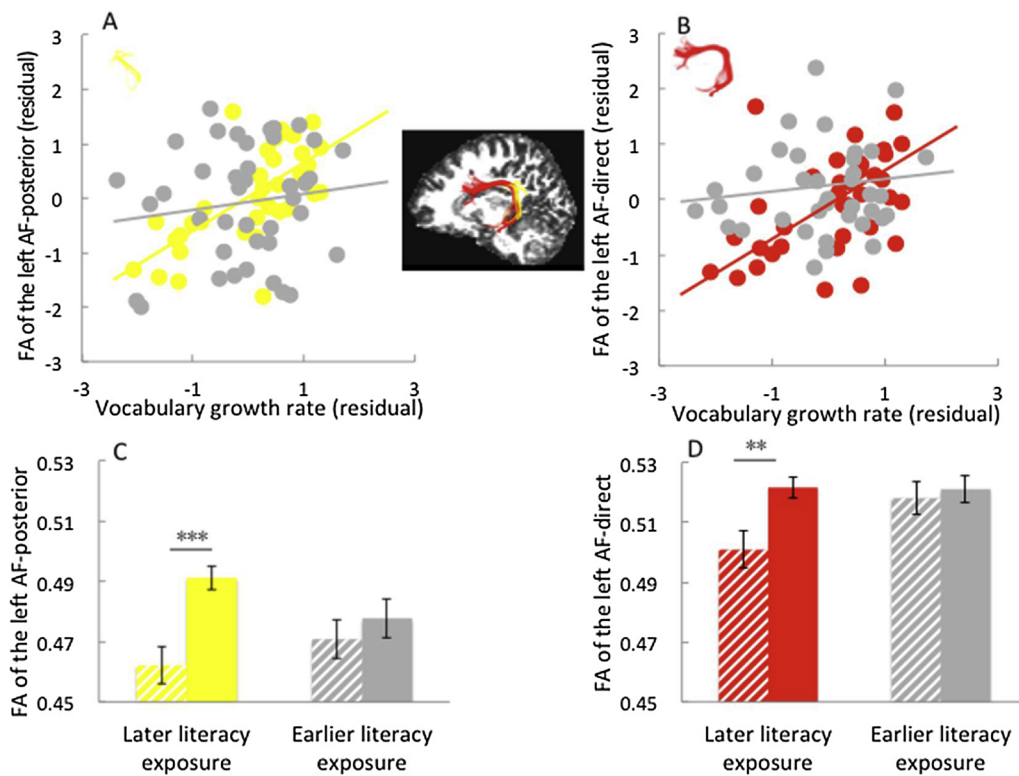 A
3
2
1
0
-1
-2
-3
-3
-1
1
3
FA of the left AF-posterior (residual)
Vocabulary growth rate (residual)
B
3
2
1
0
-1
-2
-3
-3
-1
1
3
FA of the left AF-direct (residual)
Vocabulary growth rate (residual)
C
0.53
0.51
0.49
0.47
0.45
FA of the left AF-posterior
***
Later literacy
exposure
Earlier literacy
exposure
D
0.53
0.51
0.49
0.47
0.45
FA of the left AF-direct
**
Later literacy
exposure
Earlier literacy
exposure